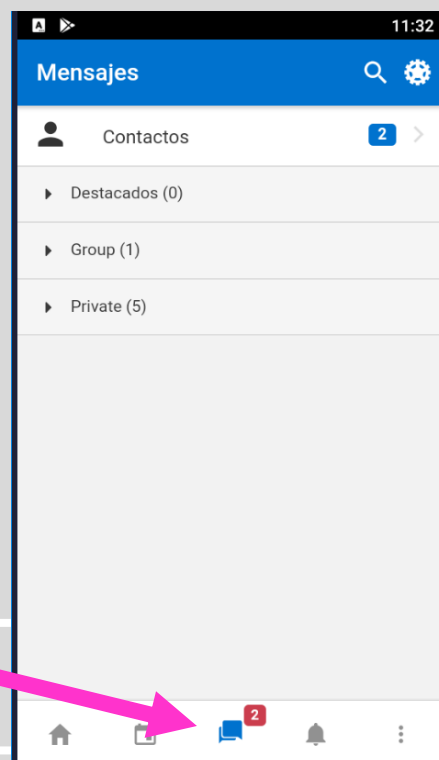 A
11:32
Mensajes
Contactos
2
Destacados (0)
Group (1)
Private (5)
2